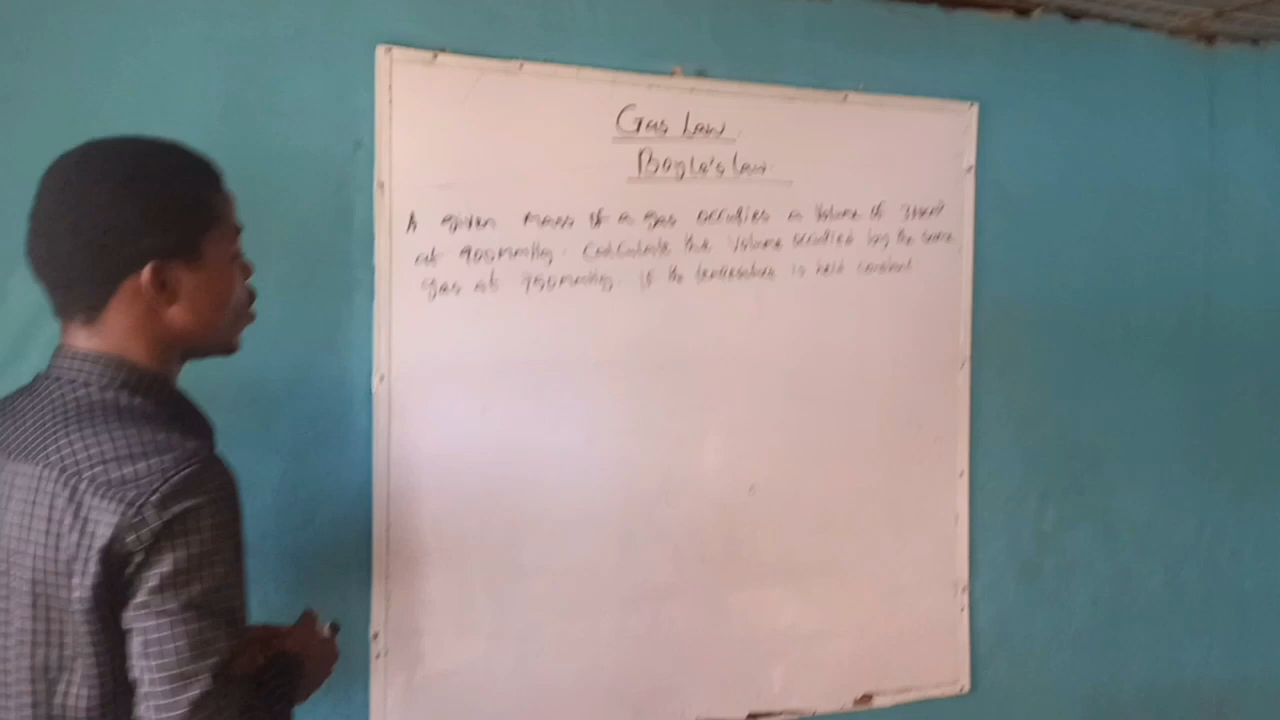 Gas Law
Boyle's Law
A given mass of a gas occupies a Volume of
at 900mmHg. Calculate the Volume occupied by the same
gas at 750mmHg if the temperature is held constant